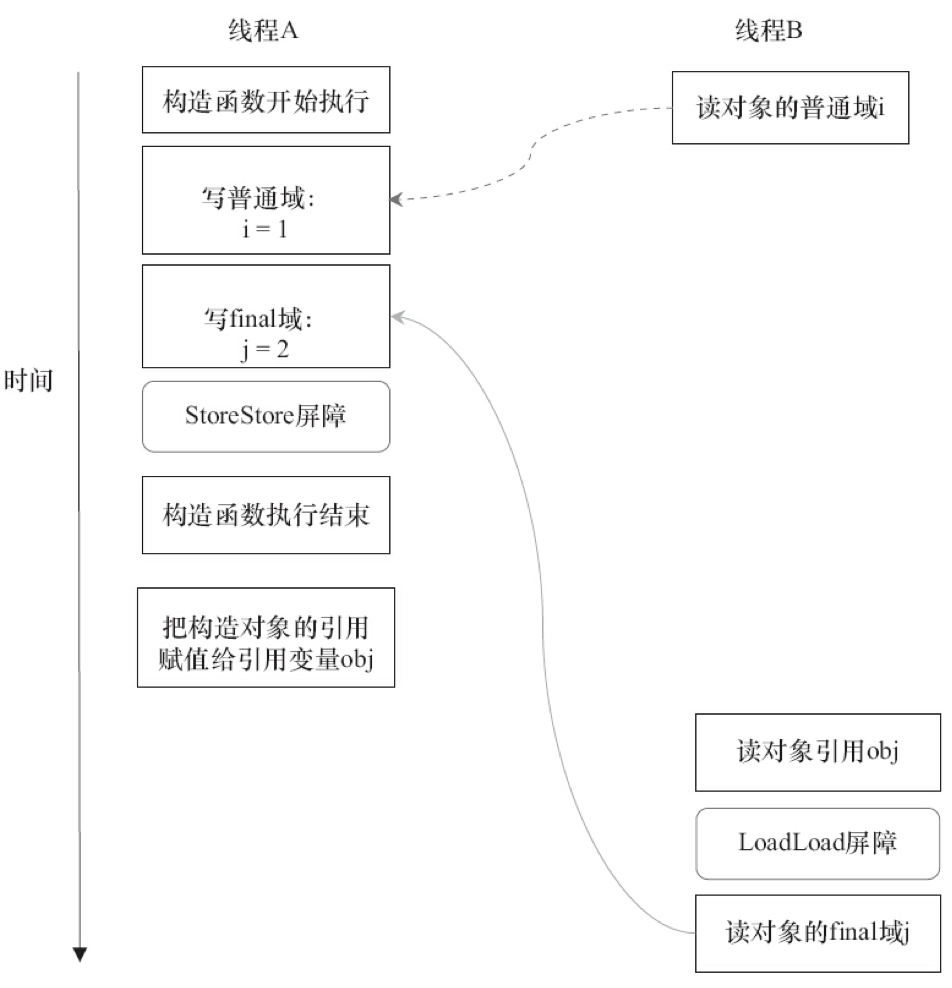 线程A
线程B
构造函数开始执行
读对象的普通域i
写普通域：
i = 1
写final域：
j = 2
时间
StoreStore屏障
构造函数执行结束
把构造对象的引用
赋值给引用变量obj
读对象引用obj
LoadLoad屏障
读对象的final域j